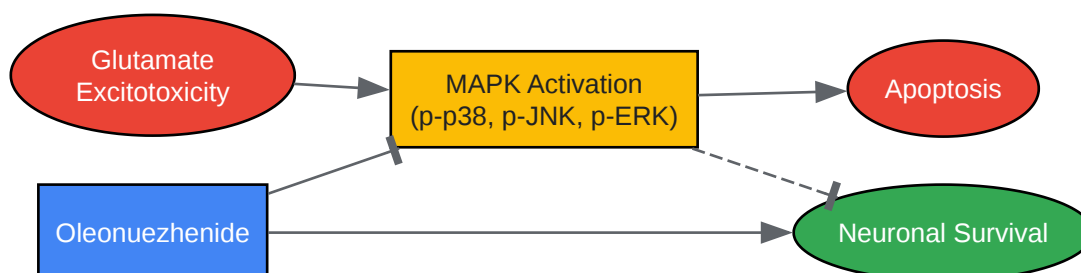 Glutamate
Excitotoxicity
MAPK Activation
(p-p38, p-JNK, p-ERK)
Apoptosis
Oleonuezhenide
Neuronal Survival